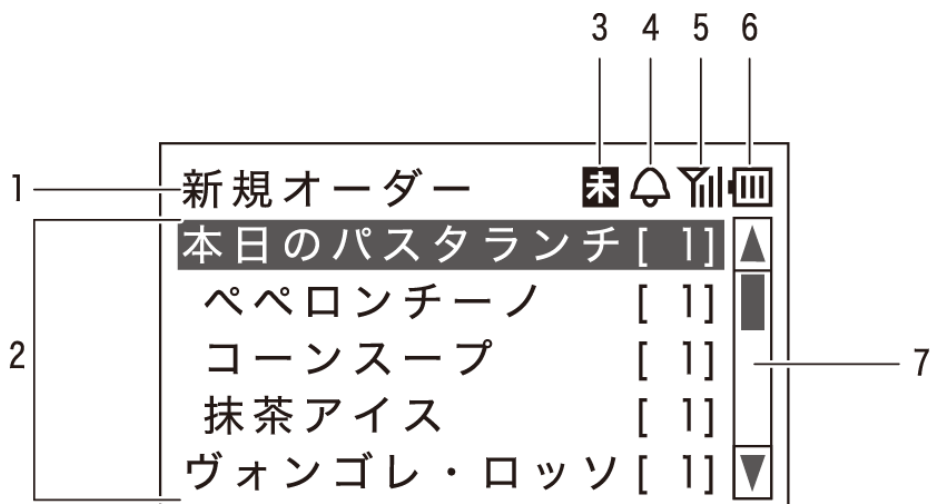 3 4 5 6
1
新規オーダー 未
本日のパスタランチ[ 1]
ペペロンチーノ [ 1]
2
コーンスープ [ 1]
7
抹茶アイス [ 1]
ヴォンゴレ・ロッソ[ 1]